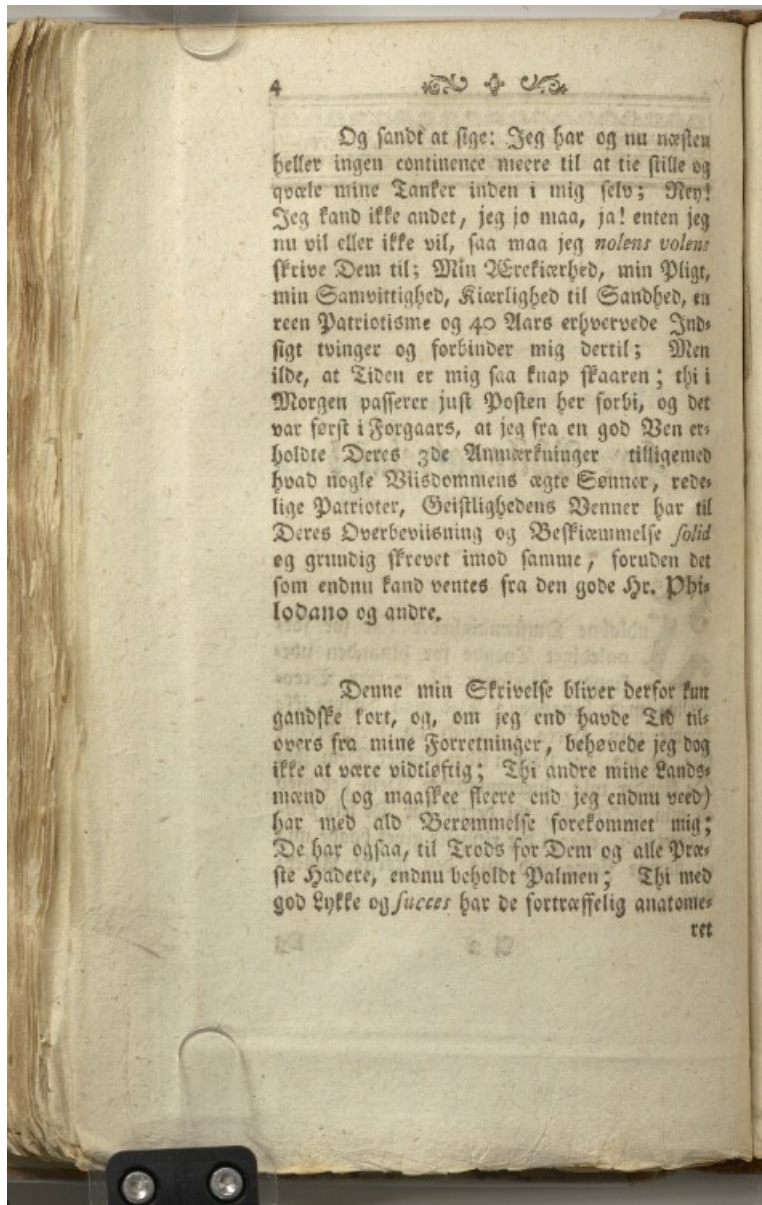 4
Og sandt at sige: Jeg har og nu næsten
heller ingen continence meere til at tie stille og
qvæle mine Tanker inden i mig selv; Ney!
Jeg kand ikke andet, jeg jo maa, ja! enten jeg
nu vil eller ikke vil, saa maa jeg nolens volens
skrive Dem til; Min Ærekiærhed, min Pligt,
min Samvittighed, Kiærlighed til Sandhed, en
reen Patriotisme og 40 Aars erhvervede Ind-
sigt tvinger og forbinder mig dertil; Men
ilde, at Tiden er mig saa knap skaaren; thi i
Morgen passerer just Posten her forbi, og det
var først i Forgaars, at jeg fra en god Ven er-
holdte Deres 3de Anmærkninger tilligemed
hvad nogle Viisdommens ægte Sønner, rede-
lige Patrioter, Geistlighedens Venner har til
Deres Overbeviisning og Beskiæmmelse solid
og grundig skrevet imod samme, foruden det
som endnu kand ventes fra den gode Hr. Phi-
lodano og andre.
Denne min Skrivelse bliver derfor kun
gandske kort, og, om jeg end havde Tid til-
overs fra mine Forretninger, behøvede jeg dog
ikke at være vidtløftig; Thi andre mine Lands-
mænd (og maaskee fleere end jeg endnu veed)
har med ald Berømmelse forekommet mig;
De har ogsaa, til Trods for Dem og alle Præ-
ste Hadere, endnu beholdt Palmen; Thi med
god Lykke og succes har de fortræffelig anatome-
ret